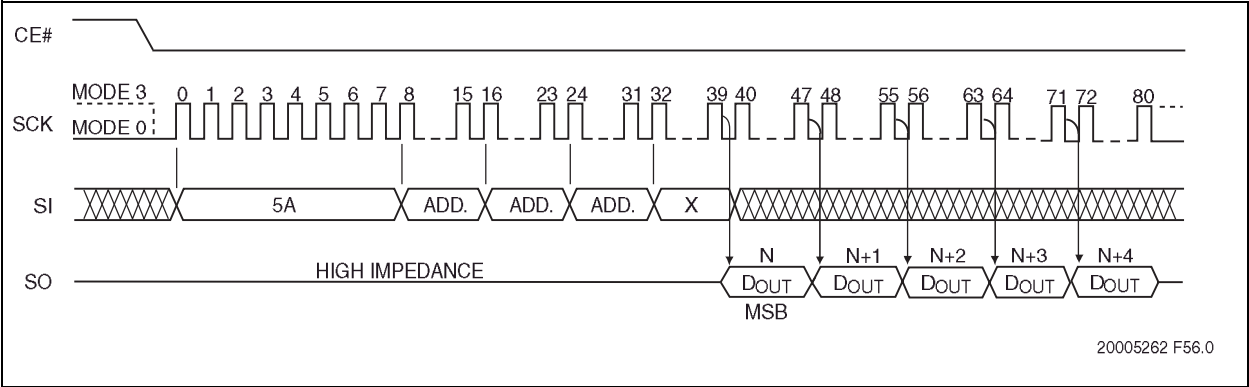 CE#
MODE 3
0 1 2 3 4 5 6 7 8 15 16 23 24 31 32 39 40 47 48 55 56 63 64 71 72 80
SCK
MODE 0
SI
5A ADD. ADD. ADD. X
N N+1 N+2 N+3 N+4
SO
HIGH IMPEDANCE
DOUT DOUT DOUT DOUT DOUT
MSB
20005262 F56.0